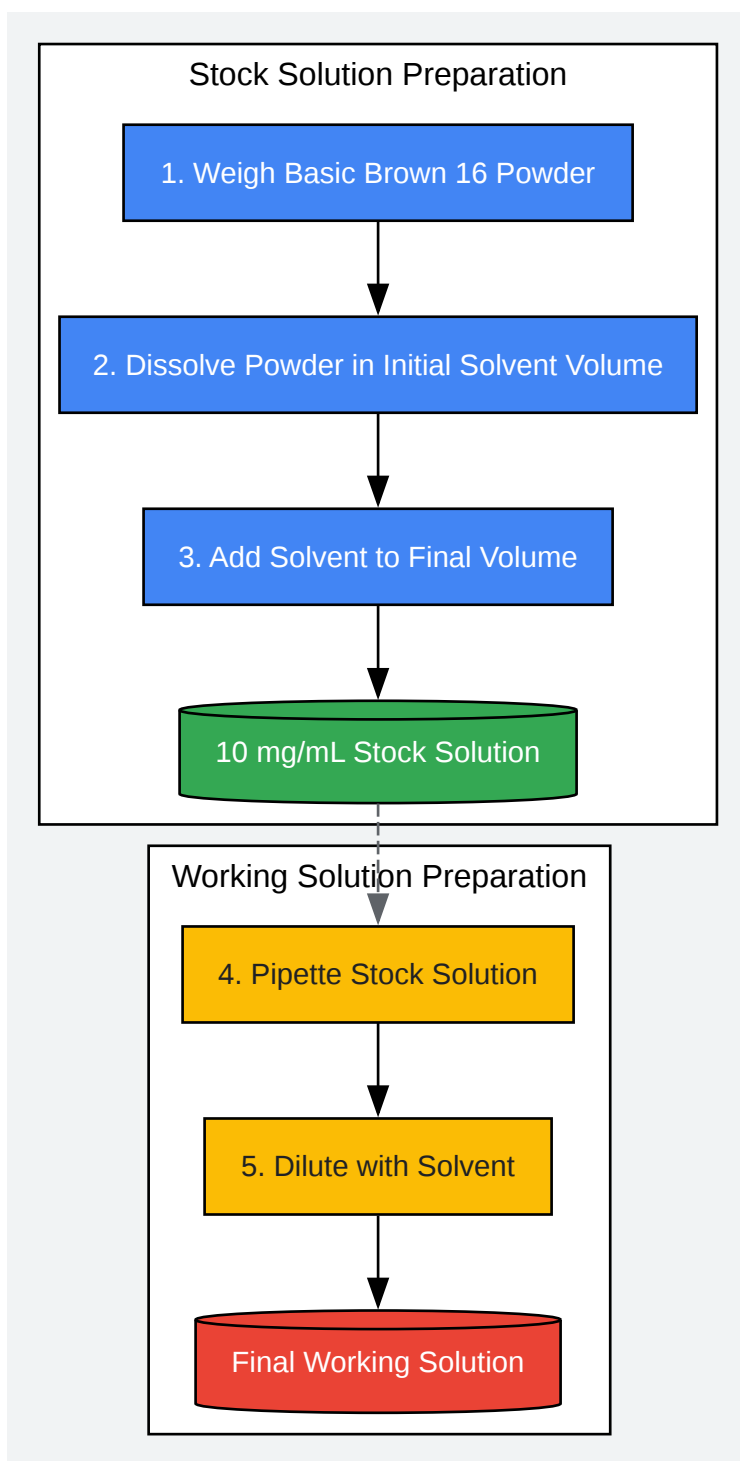 Stock Solution Preparation
1. Weigh Basic Brown 16 Powder
2. Dissolve Powder in Initial Solvent Volume
3. Add Solvent to Final Volume
10 mg/mL Stock Solution
Working Solution Preparation
4. Pipette Stock Solution
5. Dilute with Solvent
Final Working Solution